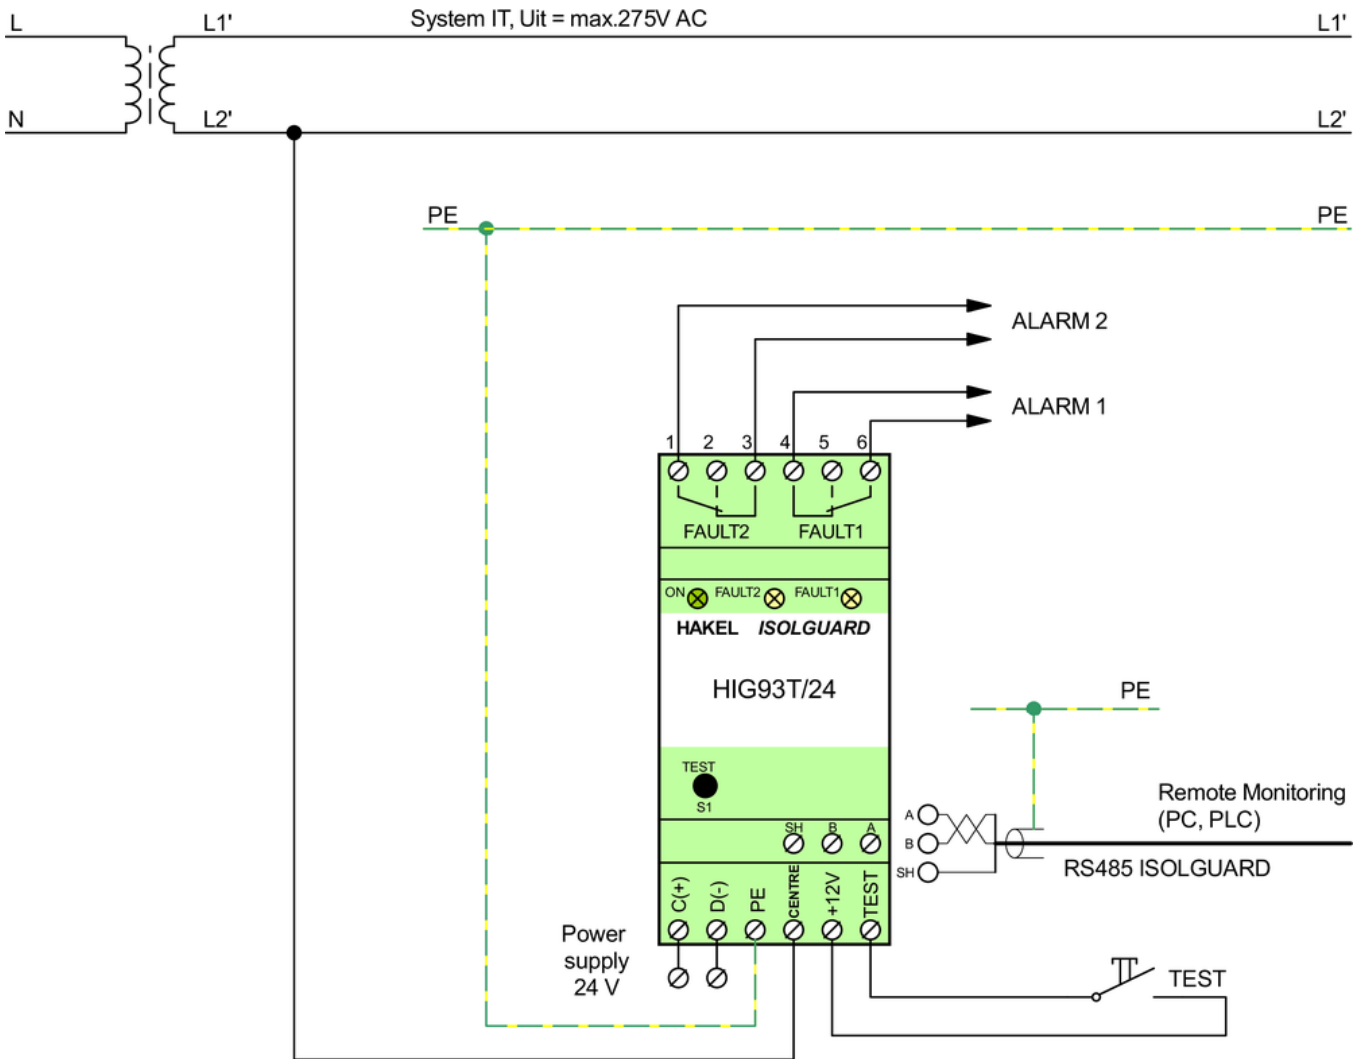 L L1' System IT, Uit = max.275V AC L1'
N L2' L2'
PE PE
ALARM 2
ALARM 1
1 2 3 4 5 6
FAULT2 FAULT1
ON FAULT2 FAULT1
HAKEL ISOLGUARD
HIG93T/24
PE
TEST
S1
Remote Monitoring
(PC, PLC)
A
B
SH
RS485 ISOLGUARD
SH B A
C(+) D(-) PE CENTRE +12V TEST
Power
supply
24 V
TEST